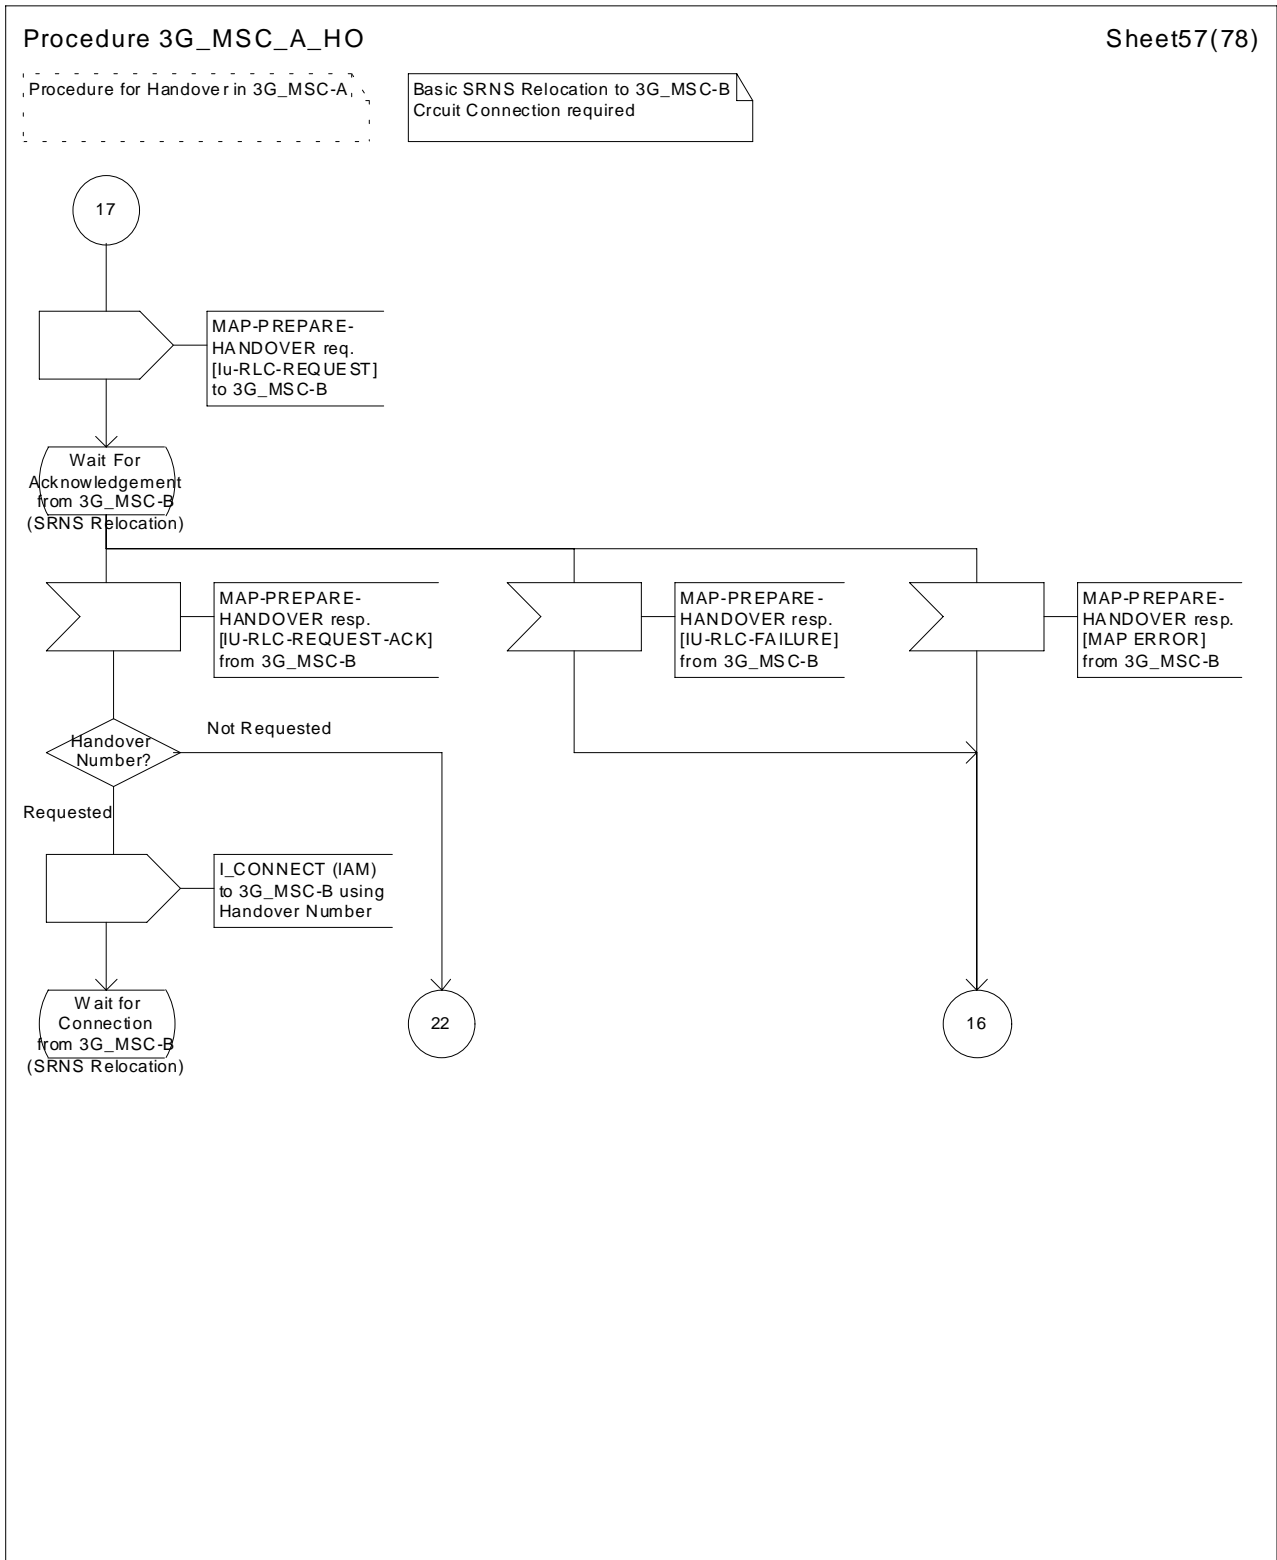 Procedure 3G_MSC_A_HO
Sheet57(78)
Procedure for Handover in 3G_MSC-A
Basic SRNS Relocation to 3G_MSC-B
Crcuit Connection required
17
MAP-PREPARE-
HANDOVER req.
[Iu-RLC-REQUEST]
to 3G_MSC-B
Wait For
Acknowledgement
from 3G_MSC-B
(SRNS Relocation)
MAP-PREPARE-
HANDOVER resp.
[IU-RLC-REQUEST-ACK]
from 3G_MSC-B
MAP-PREPARE-
HANDOVER resp.
[IU-RLC-FAILURE]
from 3G_MSC-B
MAP-PREPARE-
HANDOVER resp.
[MAP ERROR]
from 3G_MSC-B
Not Requested
Handover
Number?
Requested
I_CONNECT (IAM)
to 3G_MSC-B using
Handover Number
Wait for
Connection
from 3G_MSC-B
(SRNS Relocation)
22
16